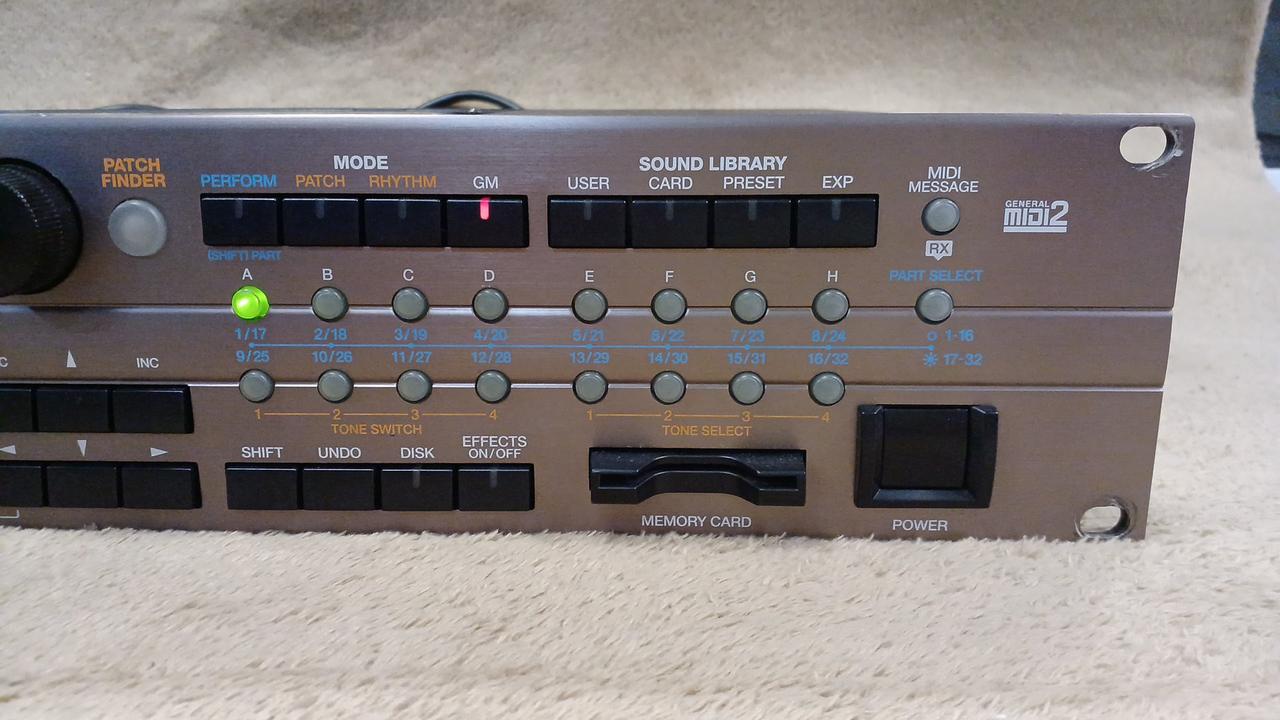 PATCH
FINDER
MODE
PERFORM PATCH RHYTHM GM
(SHIFT) PART
SOUND LIBRARY
USER CARD PRESET EXP
MIDI
MESSAGE
RX
GENERAL
MIDI2
A B C D E F G H
PART SELECT
1/17 2/18 3/19 4/20 5/21 6/22 7/23 8/24 1-16
9/25 10/26 11/27 12/28 13/29 14/30 15/31 16/32 17-32
INC
1 2 3 4
TONE SWITCH
1 2 3 4
TONE SELECT
SHIFT UNDO DISK EFFECTS
ON/OFF
MEMORY CARD
POWER